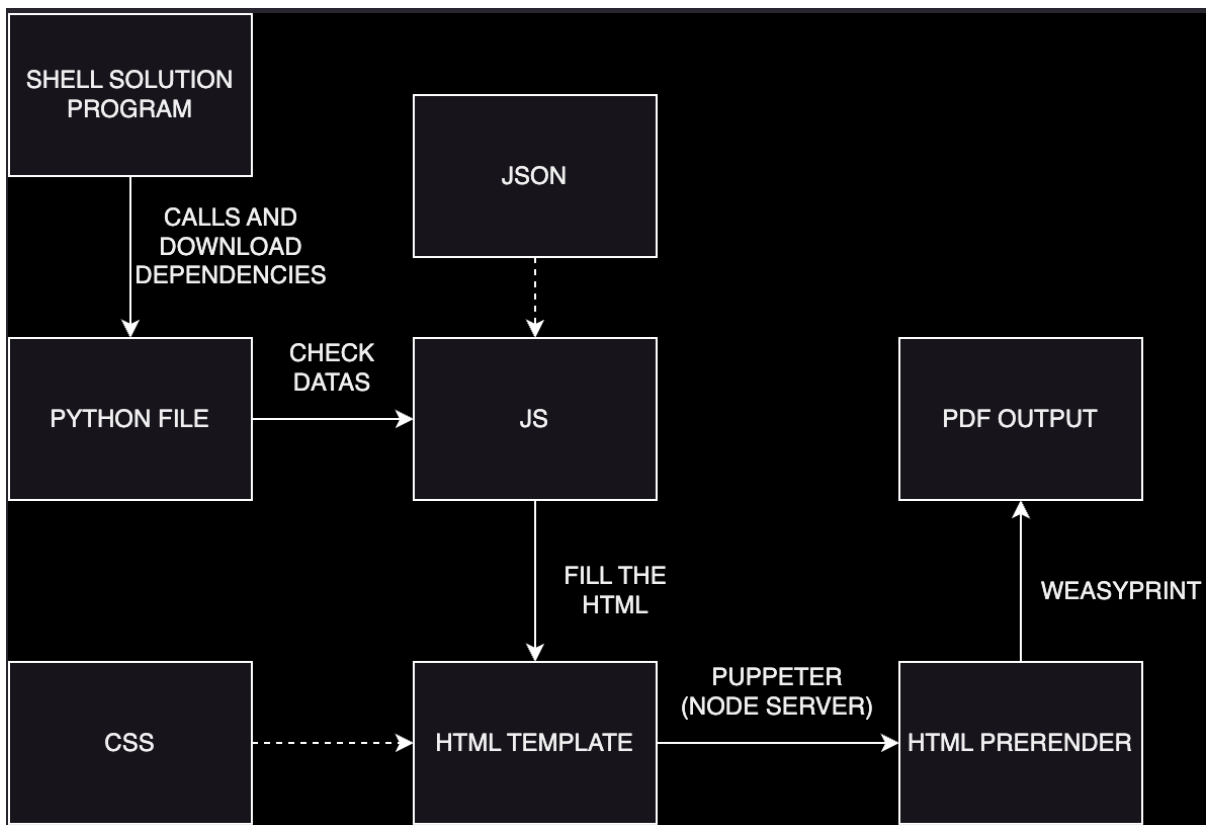 SHELL SOLUTION
PROGRAM
JSON
CALLS AND
DOWNLOAD
DEPENDENCIES
PYTHON FILE
CHECK
DATAS
JS
PDF OUTPUT
FILL THE
HTML
WEASYPRINT
CSS
HTML TEMPLATE
PUPPETER
(NODE SERVER)
HTML PRERENDER